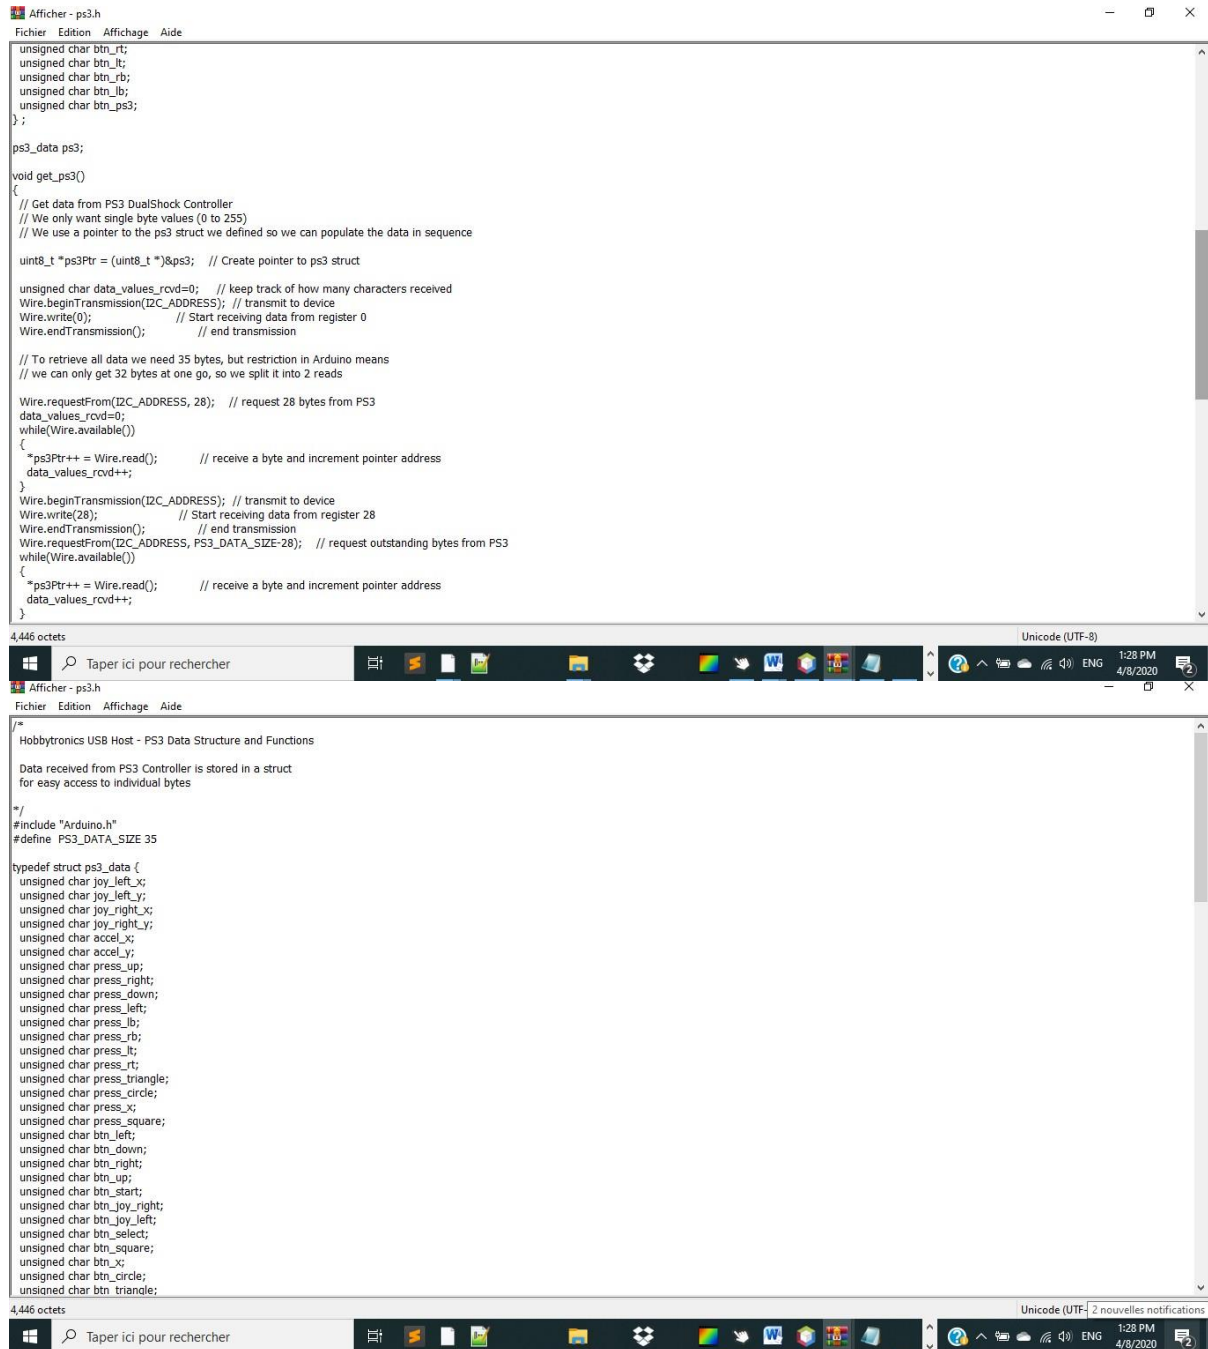 Afficher - ps3.h
Fichier Edition Affichage Aide
unsigned char btn_rt;
unsigned char btn_lt;
unsigned char btn_rb;
unsigned char btn_lb;
unsigned char btn_ps3;
} ;
ps3_data ps3;
void get_ps3()
{
// Get data from PS3 DualShock Controller
// We only want single byte values (0 to 255)
// We use a pointer to the ps3 struct we defined so we can populate the data in sequence
uint8_t *ps3Ptr = (uint8_t *)&ps3; // Create pointer to ps3 struct
unsigned char data_values_rcvd=0; // keep track of how many characters received
Wire.beginTransmission(I2C_ADDRESS); // transmit to device
Wire.write(0); // Start receiving data from register 0
Wire.endTransmission(); // end transmission
// To retrieve all data we need 35 bytes, but restriction in Arduino means
// we can only get 32 bytes at one go, so we split it into 2 reads
Wire.requestFrom(I2C_ADDRESS, 28); // request 28 bytes from PS3
data_values_rcvd=0;
while(Wire.available())
{
*ps3Ptr++ = Wire.read(); // receive a byte and increment pointer address
data_values_rcvd++;
}
Wire.beginTransmission(I2C_ADDRESS); // transmit to device
Wire.write(28); // Start receiving data from register 28
Wire.endTransmission(); // end transmission
Wire.requestFrom(I2C_ADDRESS, PS3_DATA_SIZE-28); // request outstanding bytes from PS3
while(Wire.available())
{
*ps3Ptr++ = Wire.read(); // receive a byte and increment pointer address
data_values_rcvd++;
}
4,446 octets Unicode (UTF-8)
Taper ici pour rechercher
ENG
1:28 PM
4/8/2020
2
Afficher - ps3.h
Fichier Edition Affichage Aide
/*
Hobbytronics USB Host - PS3 Data Structure and Functions
Data received from PS3 Controller is stored in a struct
for easy access to individual bytes
*/
#include "Arduino.h"
#define PS3_DATA_SIZE 35
typedef struct ps3_data {
unsigned char joy_left_x;
unsigned char joy_left_y;
unsigned char joy_right_x;
unsigned char joy_right_y;
unsigned char accel_x;
unsigned char accel_y;
unsigned char press_up;
unsigned char press_right;
unsigned char press_down;
unsigned char press_left;
unsigned char press_lb;
unsigned char press_rb;
unsigned char press_lt;
unsigned char press_rt;
unsigned char press_triangle;
unsigned char press_circle;
unsigned char press_x;
unsigned char press_square;
unsigned char btn_left;
unsigned char btn_down;
unsigned char btn_right;
unsigned char btn_up;
unsigned char btn_start;
unsigned char btn_joy_right;
unsigned char btn_joy_left;
unsigned char btn_select;
unsigned char btn_square;
unsigned char btn_x;
unsigned char btn_circle;
unsigned char btn_triangle;
4,446 octets Unicode (UTF- 2 nouvelles notifications
Taper ici pour rechercher
ENG
1:28 PM
4/8/2020
2